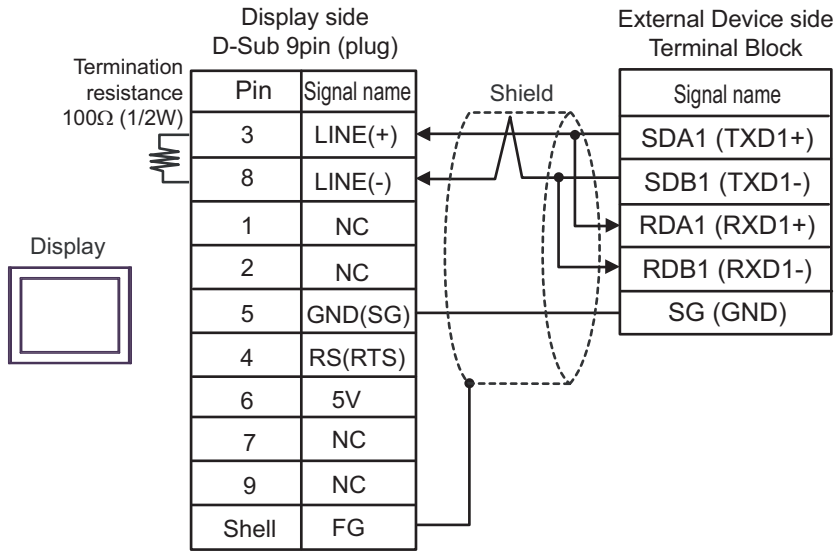 Display side
D-Sub 9pin (plug)
External Device side
Terminal Block
Termination
resistance
100Ω (1/2W)
Shield
Display
Pin Signal name
3 LINE(+)
8 LINE(-)
1 NC
2 NC
5 GND(SG)
4 RS(RTS)
6 5V
7 NC
9 NC
Shell FG
Signal name
SDA1 (TXD1+)
SDB1 (TXD1-)
RDA1 (RXD1+)
RDB1 (RXD1-)
SG (GND)